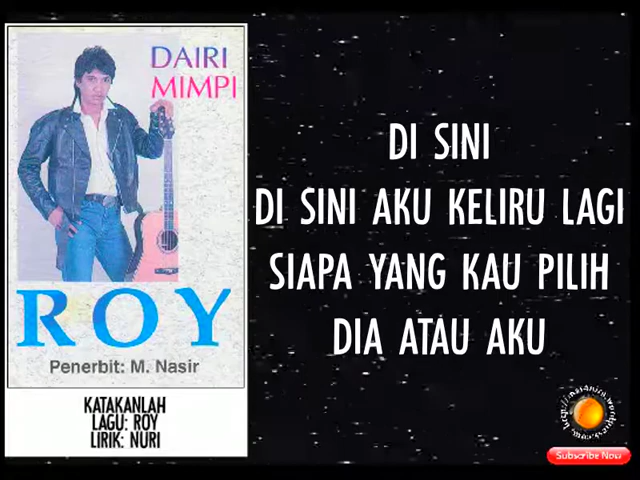 DAIRI
MIMPI
ROY
Penerbit: M. Nasir
KATAKANLAH
LAGU: ROY
LIRIK: NURI
DI SINI
DI SINI AKU KELIRU LAGI
SIAPA YANG KAU PILIH
DIA ATAU AKU
Subscribe Now